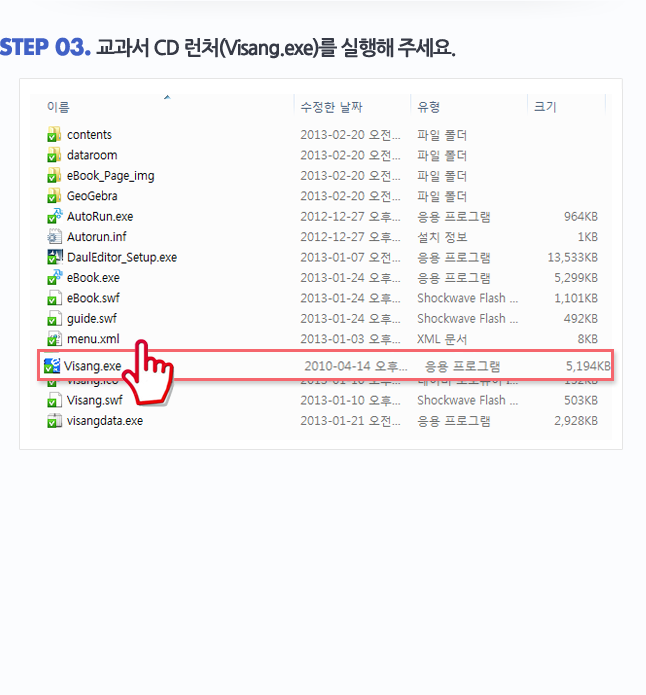 STEP 03. 교과서 CD 런처(Visang.exe)를 실행해 주세요.
이름 수정한 날짜 유형 크기
contents 2013-02-20 오전... 파일 폴더
dataroom 2013-02-20 오전... 파일 폴더
eBook_Page_img 2013-02-20 오전... 파일 폴더
GeoGebra 2013-02-20 오전... 파일 폴더
AutoRun.exe 2012-12-27 오후... 응용 프로그램 964KB
Autorun.inf 2012-12-27 오후... 설치 정보 1KB
DaulEditor_Setup.exe 2013-01-07 오전... 응용 프로그램 13,533KB
eBook.exe 2013-01-24 오후... 응용 프로그램 5,299KB
eBook.swf 2013-01-24 오후... Shockwave Flash ... 1,101KB
guide.swf 2013-01-24 오후... Shockwave Flash ... 492KB
menu.xml 2013-01-03 오후... XML 문서 8KB
Visang.exe 2010-04-14 오후... 응용 프로그램 5,194KB
Visang.swf 2013-01-10 오후... Shockwave Flash ... 503KB
visangdata.exe 2013-01-21 오전... 응용 프로그램 2,928KB